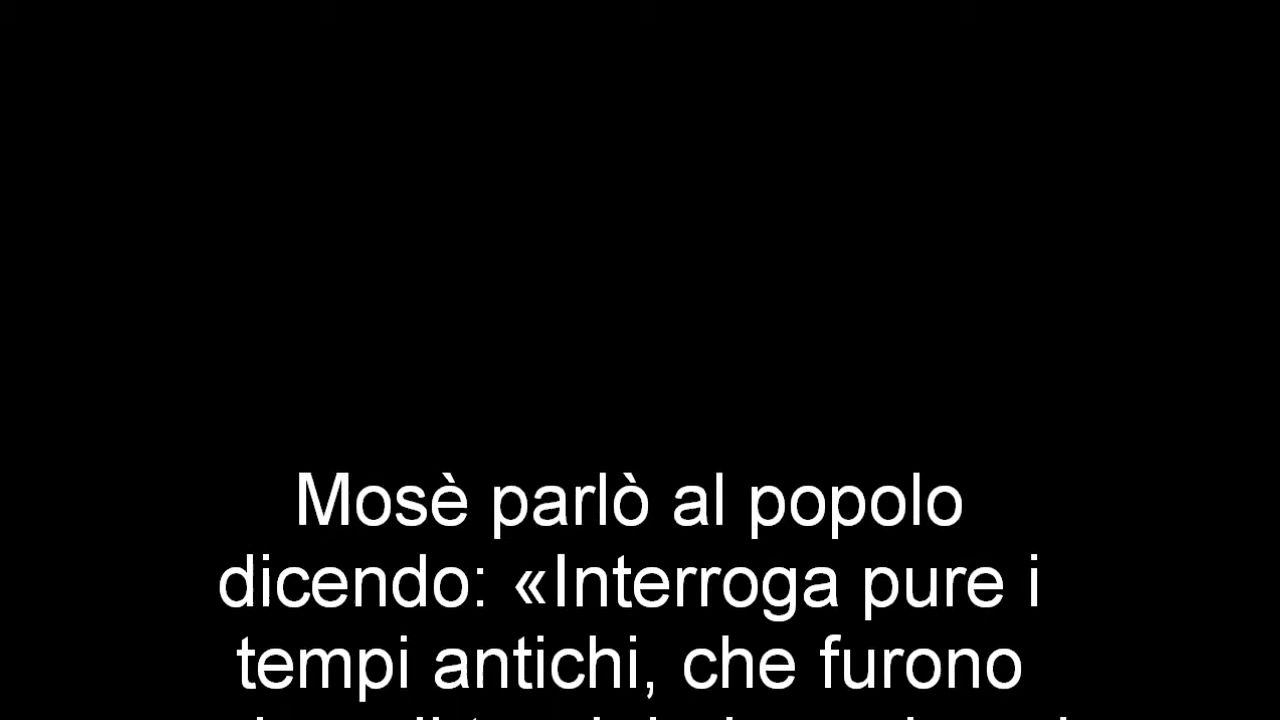 Mosè parlò al popolo
dicendo: «Interroga pure i
tempi antichi, che furono